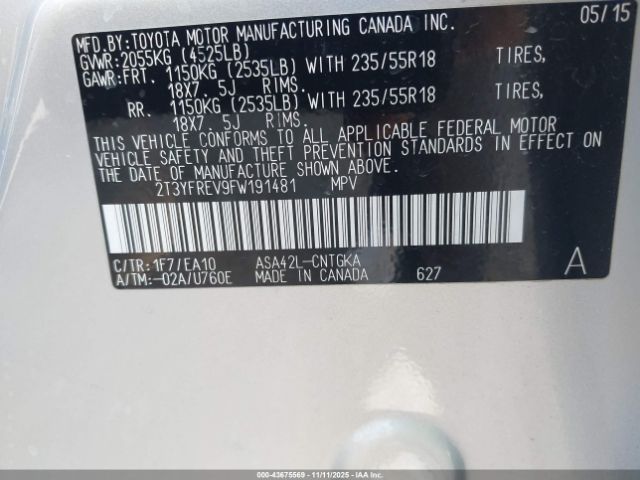 MFD.BY:TOYOTA MOTOR MANUFACTURING CANADA INC. 05/15
GVWR:2055KG (4525LB)
GAWR:FRT. 1150KG (2535LB) WITH 235/55R18 TIRES,
18X7. 5J RIMS.
RR. 1150KG (2535LB) WITH 235/55R18 TIRES,
18X7. 5J RIMS.
THIS VEHICLE CONFORMS TO ALL APPLICABLE FEDERAL MOTOR
VEHICLE SAFETY AND THEFT PREVENTION STANDARDS IN EFFECT ON
THE DATE OF MANUFACTURE SHOWN ABOVE.
2T3YFREV9FW191481 MPV
C/TR:1F7/EA10 ASA42L-CNTGKA
A/TM:-02A/U760E MADE IN CANADA 627 A
000-43675569 - 11/11/2025 - IAA Inc.